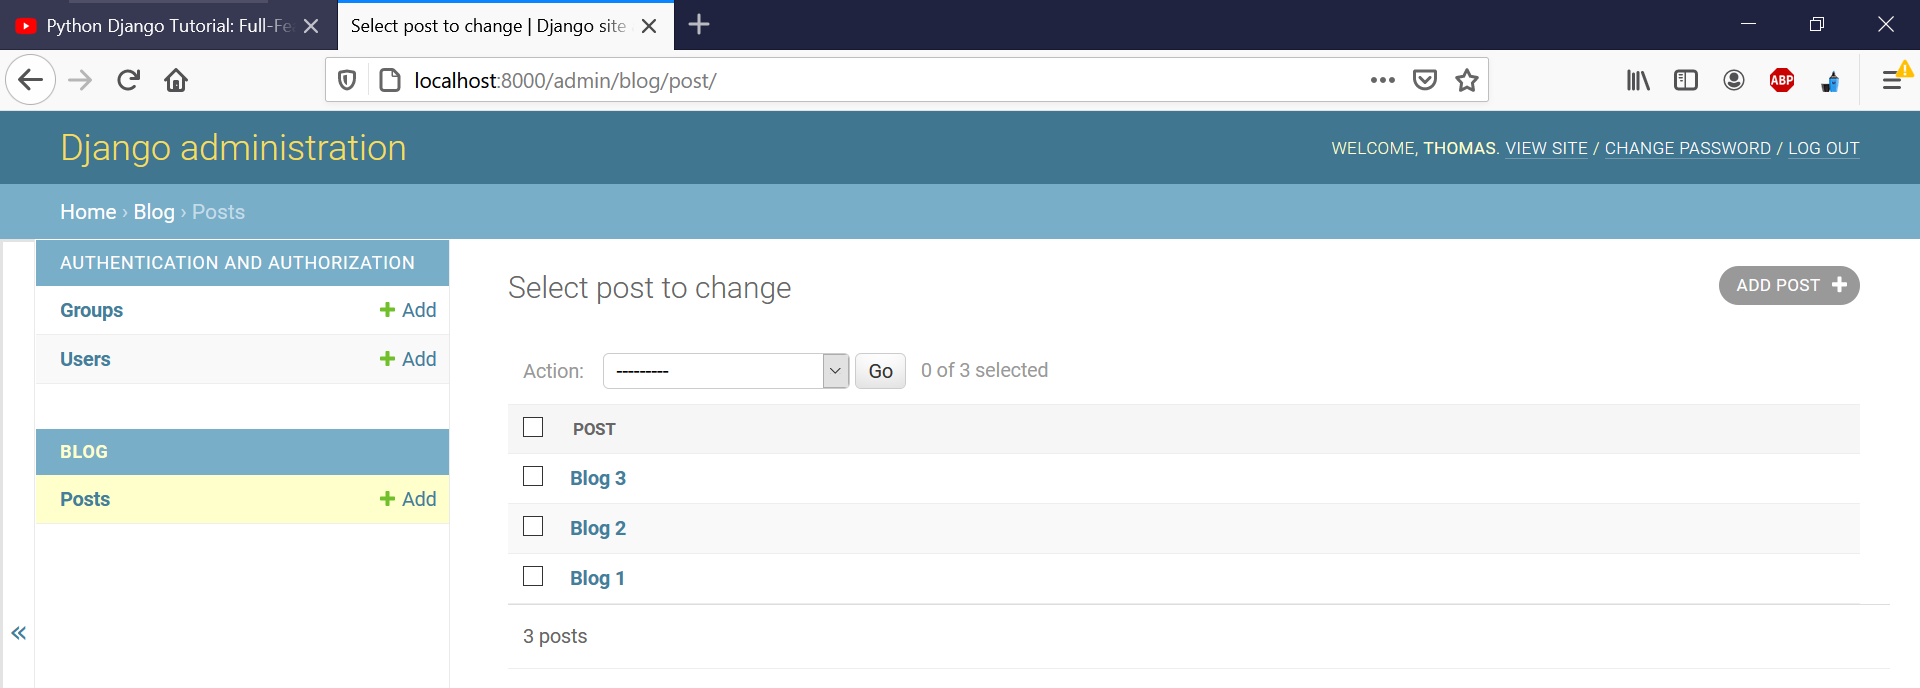 Python Django Tutorial: Full-Fe
Select post to change | Django site
localhost:8000/admin/blog/post/
ABP
Django administration
WELCOME, THOMAS. VIEW SITE / CHANGE PASSWORD / LOG OUT
Home › Blog › Posts
AUTHENTICATION AND AUTHORIZATION
Groups + Add
Users + Add
BLOG
Posts + Add
«
Select post to change
ADD POST +
Action: --------- Go 0 of 3 selected
POST
Blog 3
Blog 2
Blog 1
3 posts